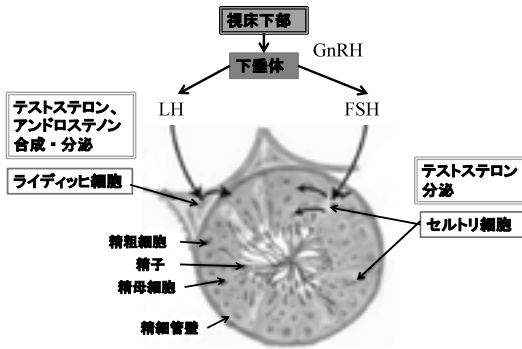 視床下部
GnRH
下垂体
LH
FSH
テストステロン、
アンドロステノン
合成・分泌
ライディッヒ細胞
テストステロン
分泌
セルトリ細胞
精粗細胞
精子
精母細胞
精細管壁